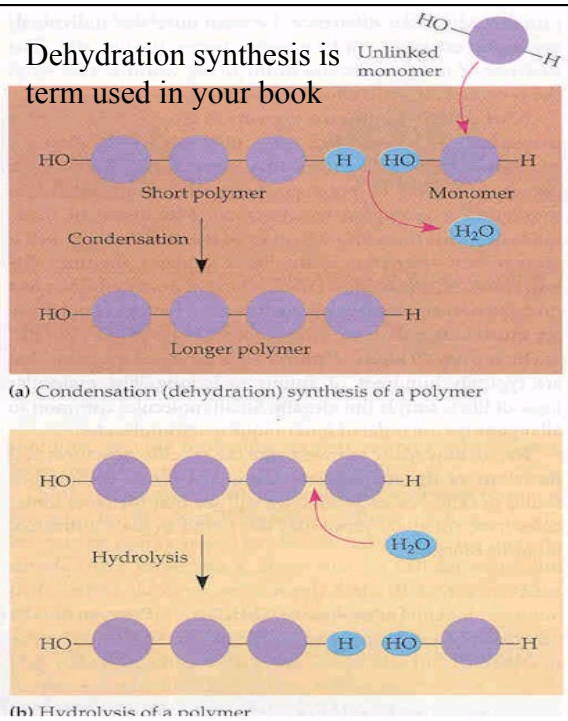 Dehydration synthesis is
term used in your book
HO
H
Unlinked
monomer
HO H HO H
Short polymer Monomer
H₂O
Condensation
HO H
Longer polymer
(a) Condensation (dehydration) synthesis of a polymer
HO H
H₂O
Hydrolysis
HO H HO H
(b) Hydrolysis of a polymer